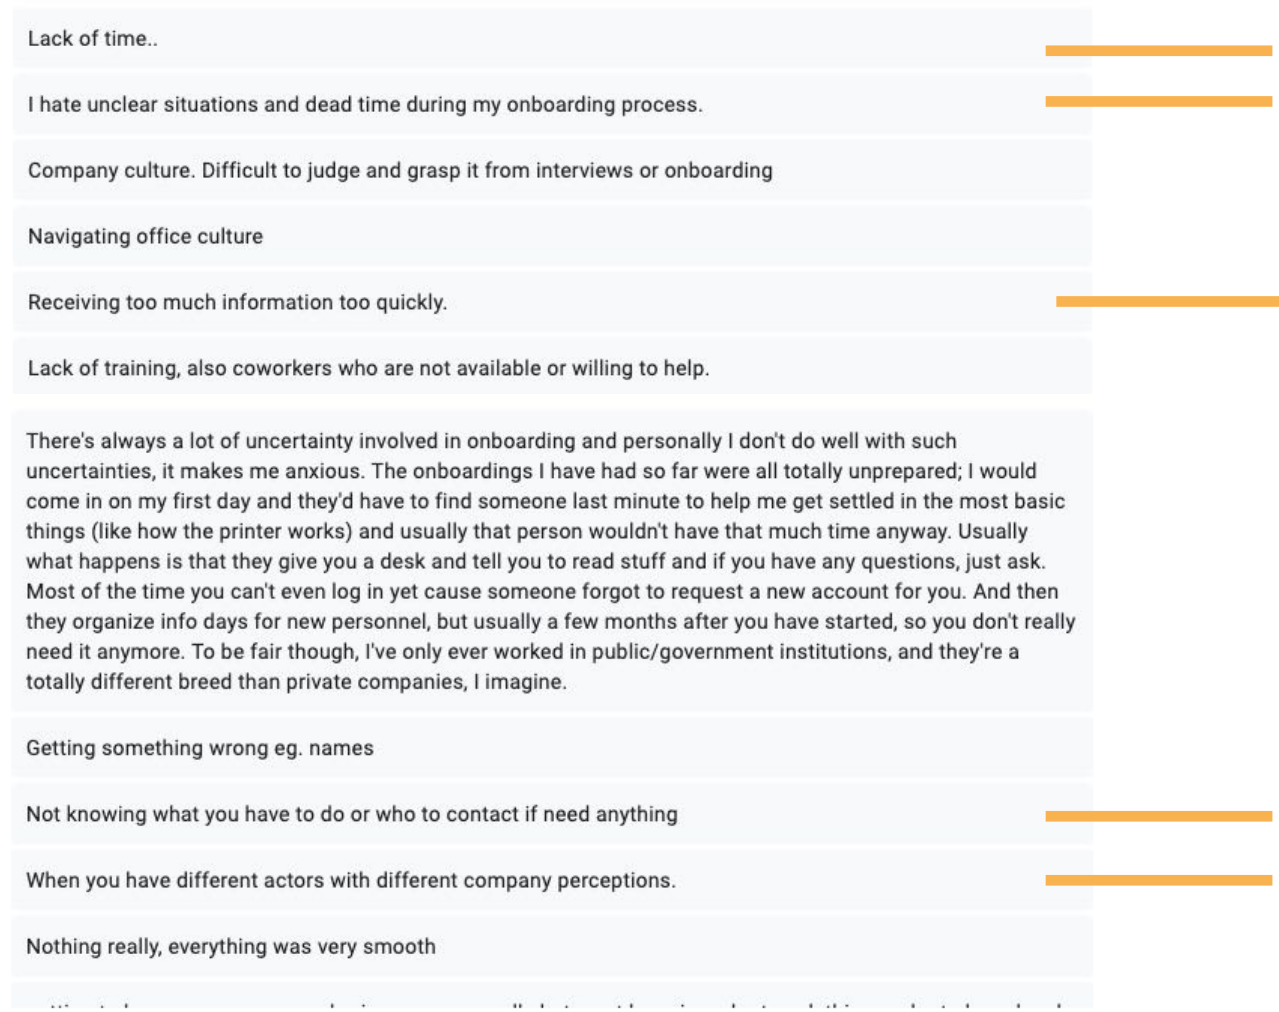 Lack of time..
I hate unclear situations and dead time during my onboarding process.
Company culture. Difficult to judge and grasp it from interviews or onboarding
Navigating office culture
Receiving too much information too quickly.
Lack of training, also coworkers who are not available or willing to help.
There's always a lot of uncertainty involved in onboarding and personally I don't do well with such
uncertainties, it makes me anxious. The onboardings I have had so far were all totally unprepared; I would
come in on my first day and they'd have to find someone last minute to help me get settled in the most basic
things (like how the printer works) and usually that person wouldn't have that much time anyway. Usually
what happens is that they give you a desk and tell you to read stuff and if you have any questions, just ask.
Most of the time you can't even log in yet cause someone forgot to request a new account for you. And then
they organize info days for new personnel, but usually a few months after you have started, so you don't really
need it anymore. To be fair though, I've only ever worked in public/government institutions, and they're a
totally different breed than private companies, I imagine.
Getting something wrong eg. names
Not knowing what you have to do or who to contact if need anything
When you have different actors with different company perceptions.
Nothing really, everything was very smooth